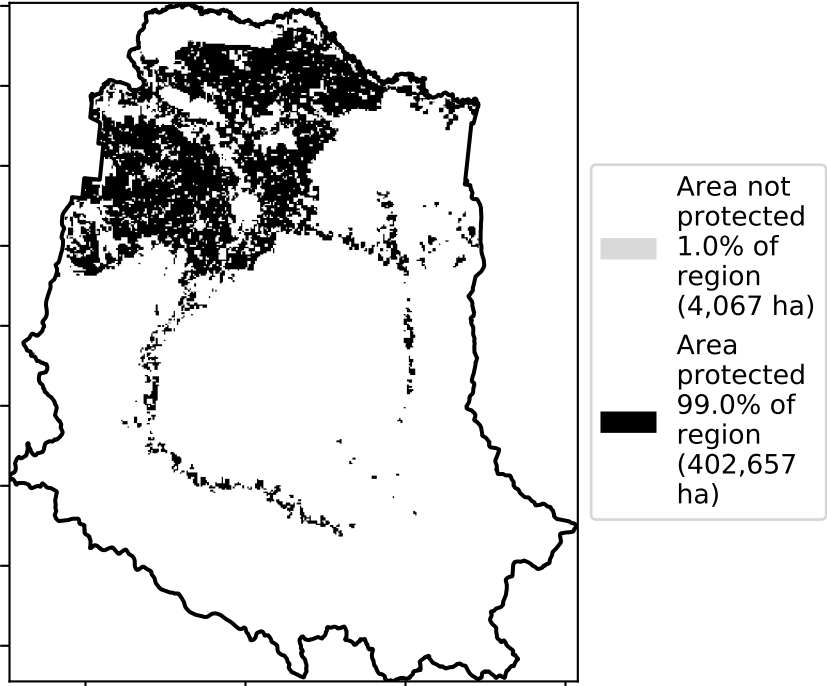 Area not
protected
1.0% of
region
(4,067 ha)
Area
protected
99.0% of
region
(402,657
ha)